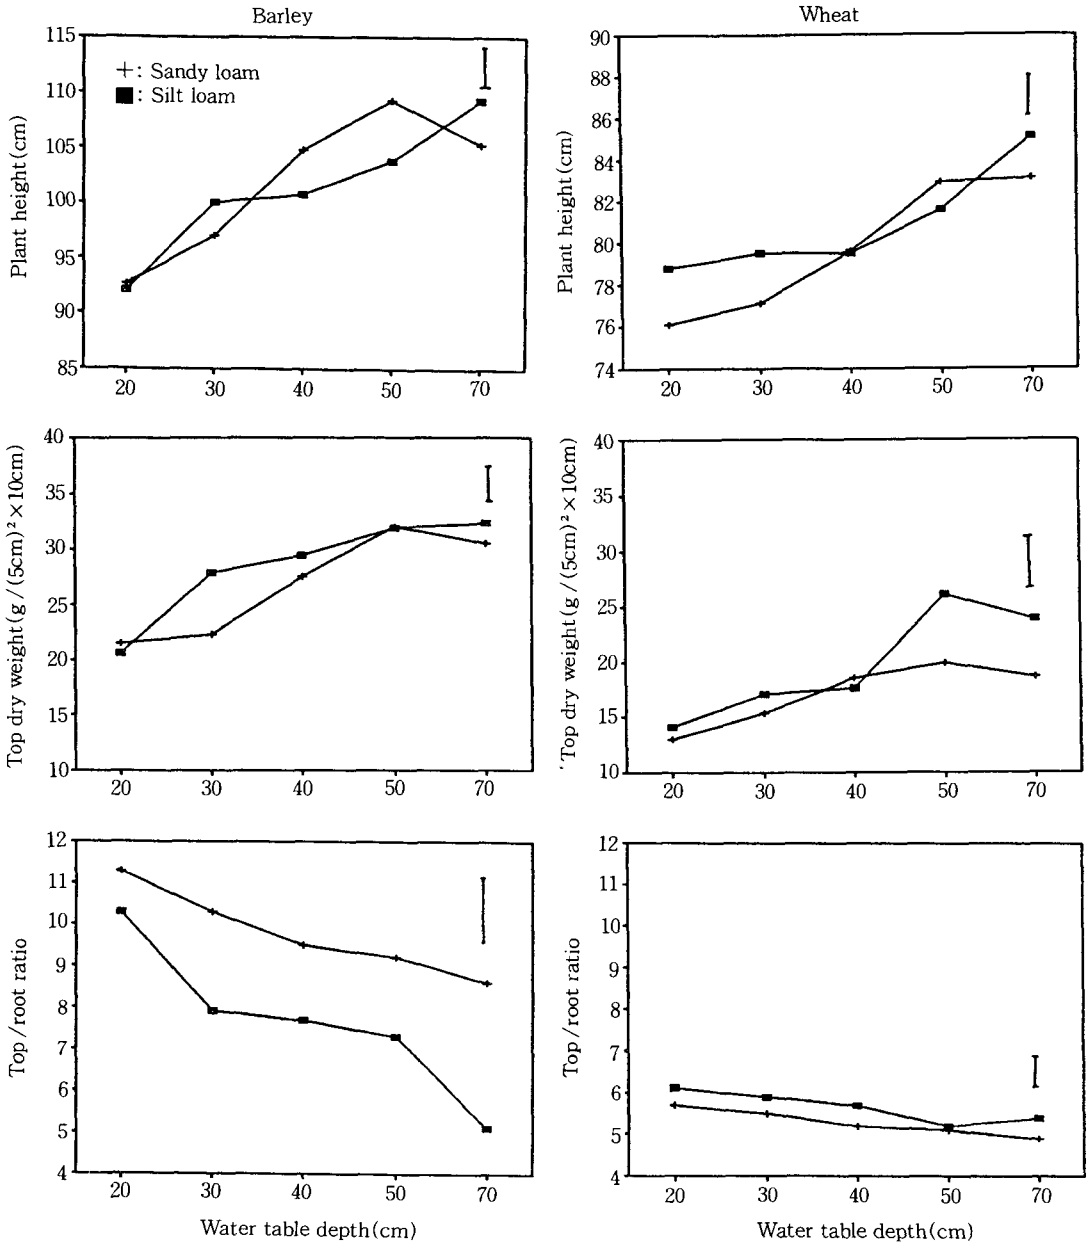 Barley
Plant height(cm)
115
110
105
100
95
90
85
+: Sandy loam
■: Silt loam
20 30 40 50 70
Wheat
Plant height(cm)
90
88
86
84
82
80
78
76
74
20 30 40 50 70
Top dry weight(g/(5cm)²×10cm)
40
35
30
25
20
15
10
20 30 40 50 70
Top dry weight(g/(5cm)²×10cm)
40
35
30
25
20
15
10
20 30 40 50 70
Top/root ratio
12
11
10
9
8
7
6
5
4
20 30 40 50 70
Water table depth(cm)
Top/root ratio
12
11
10
9
8
7
6
5
4
20 30 40 50 70
Water table depth(cm)